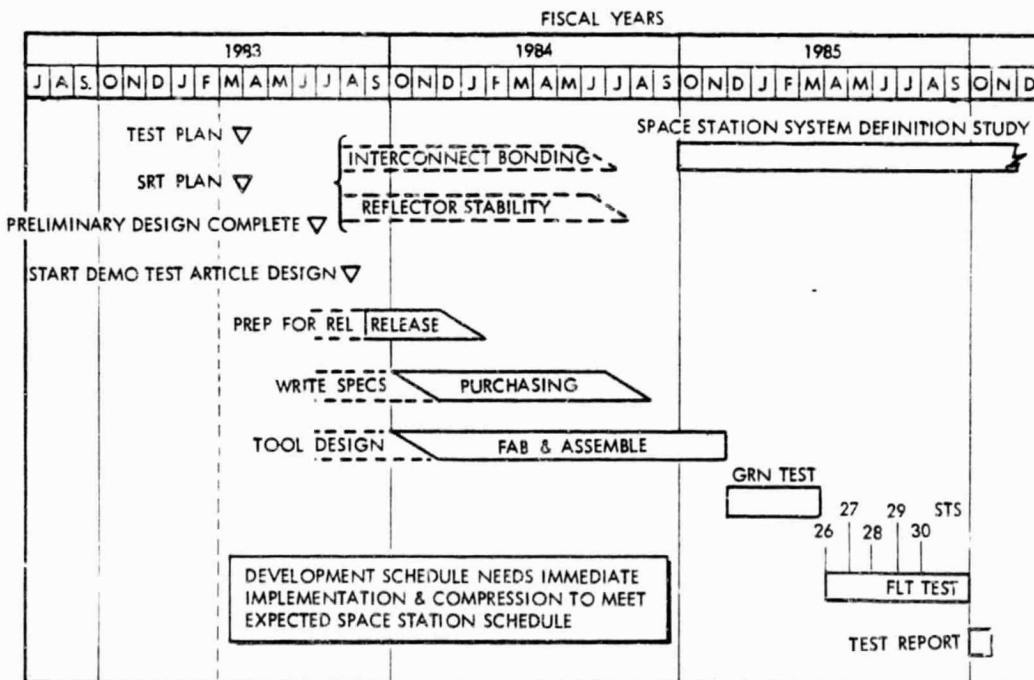 FISCAL YEARS
1983 1984 1985
J A S. O N D J F M A M J J A S O N D J F M A M J J A S O N D J F M A M J J A S O N D
TEST PLAN
SPACE STATION SYSTEM DEFINITION STUDY
INTERCONNECT BONDING
SRT PLAN
REFLECTOR STABILITY
PRELIMINARY DESIGN COMPLETE
START DEMO TEST ARTICLE DESIGN
PREP FOR REL RELEASE
WRITE SPECS PURCHASING
TOOL DESIGN FAB & ASSEMBLE
GRN TEST
27 29 STS
26 28 30
FLT TEST
DEVELOPMENT SCHEDULE NEEDS IMMEDIATE
IMPLEMENTATION & COMPRESSION TO MEET
EXPECTED SPACE STATION SCHEDULE
TEST REPORT